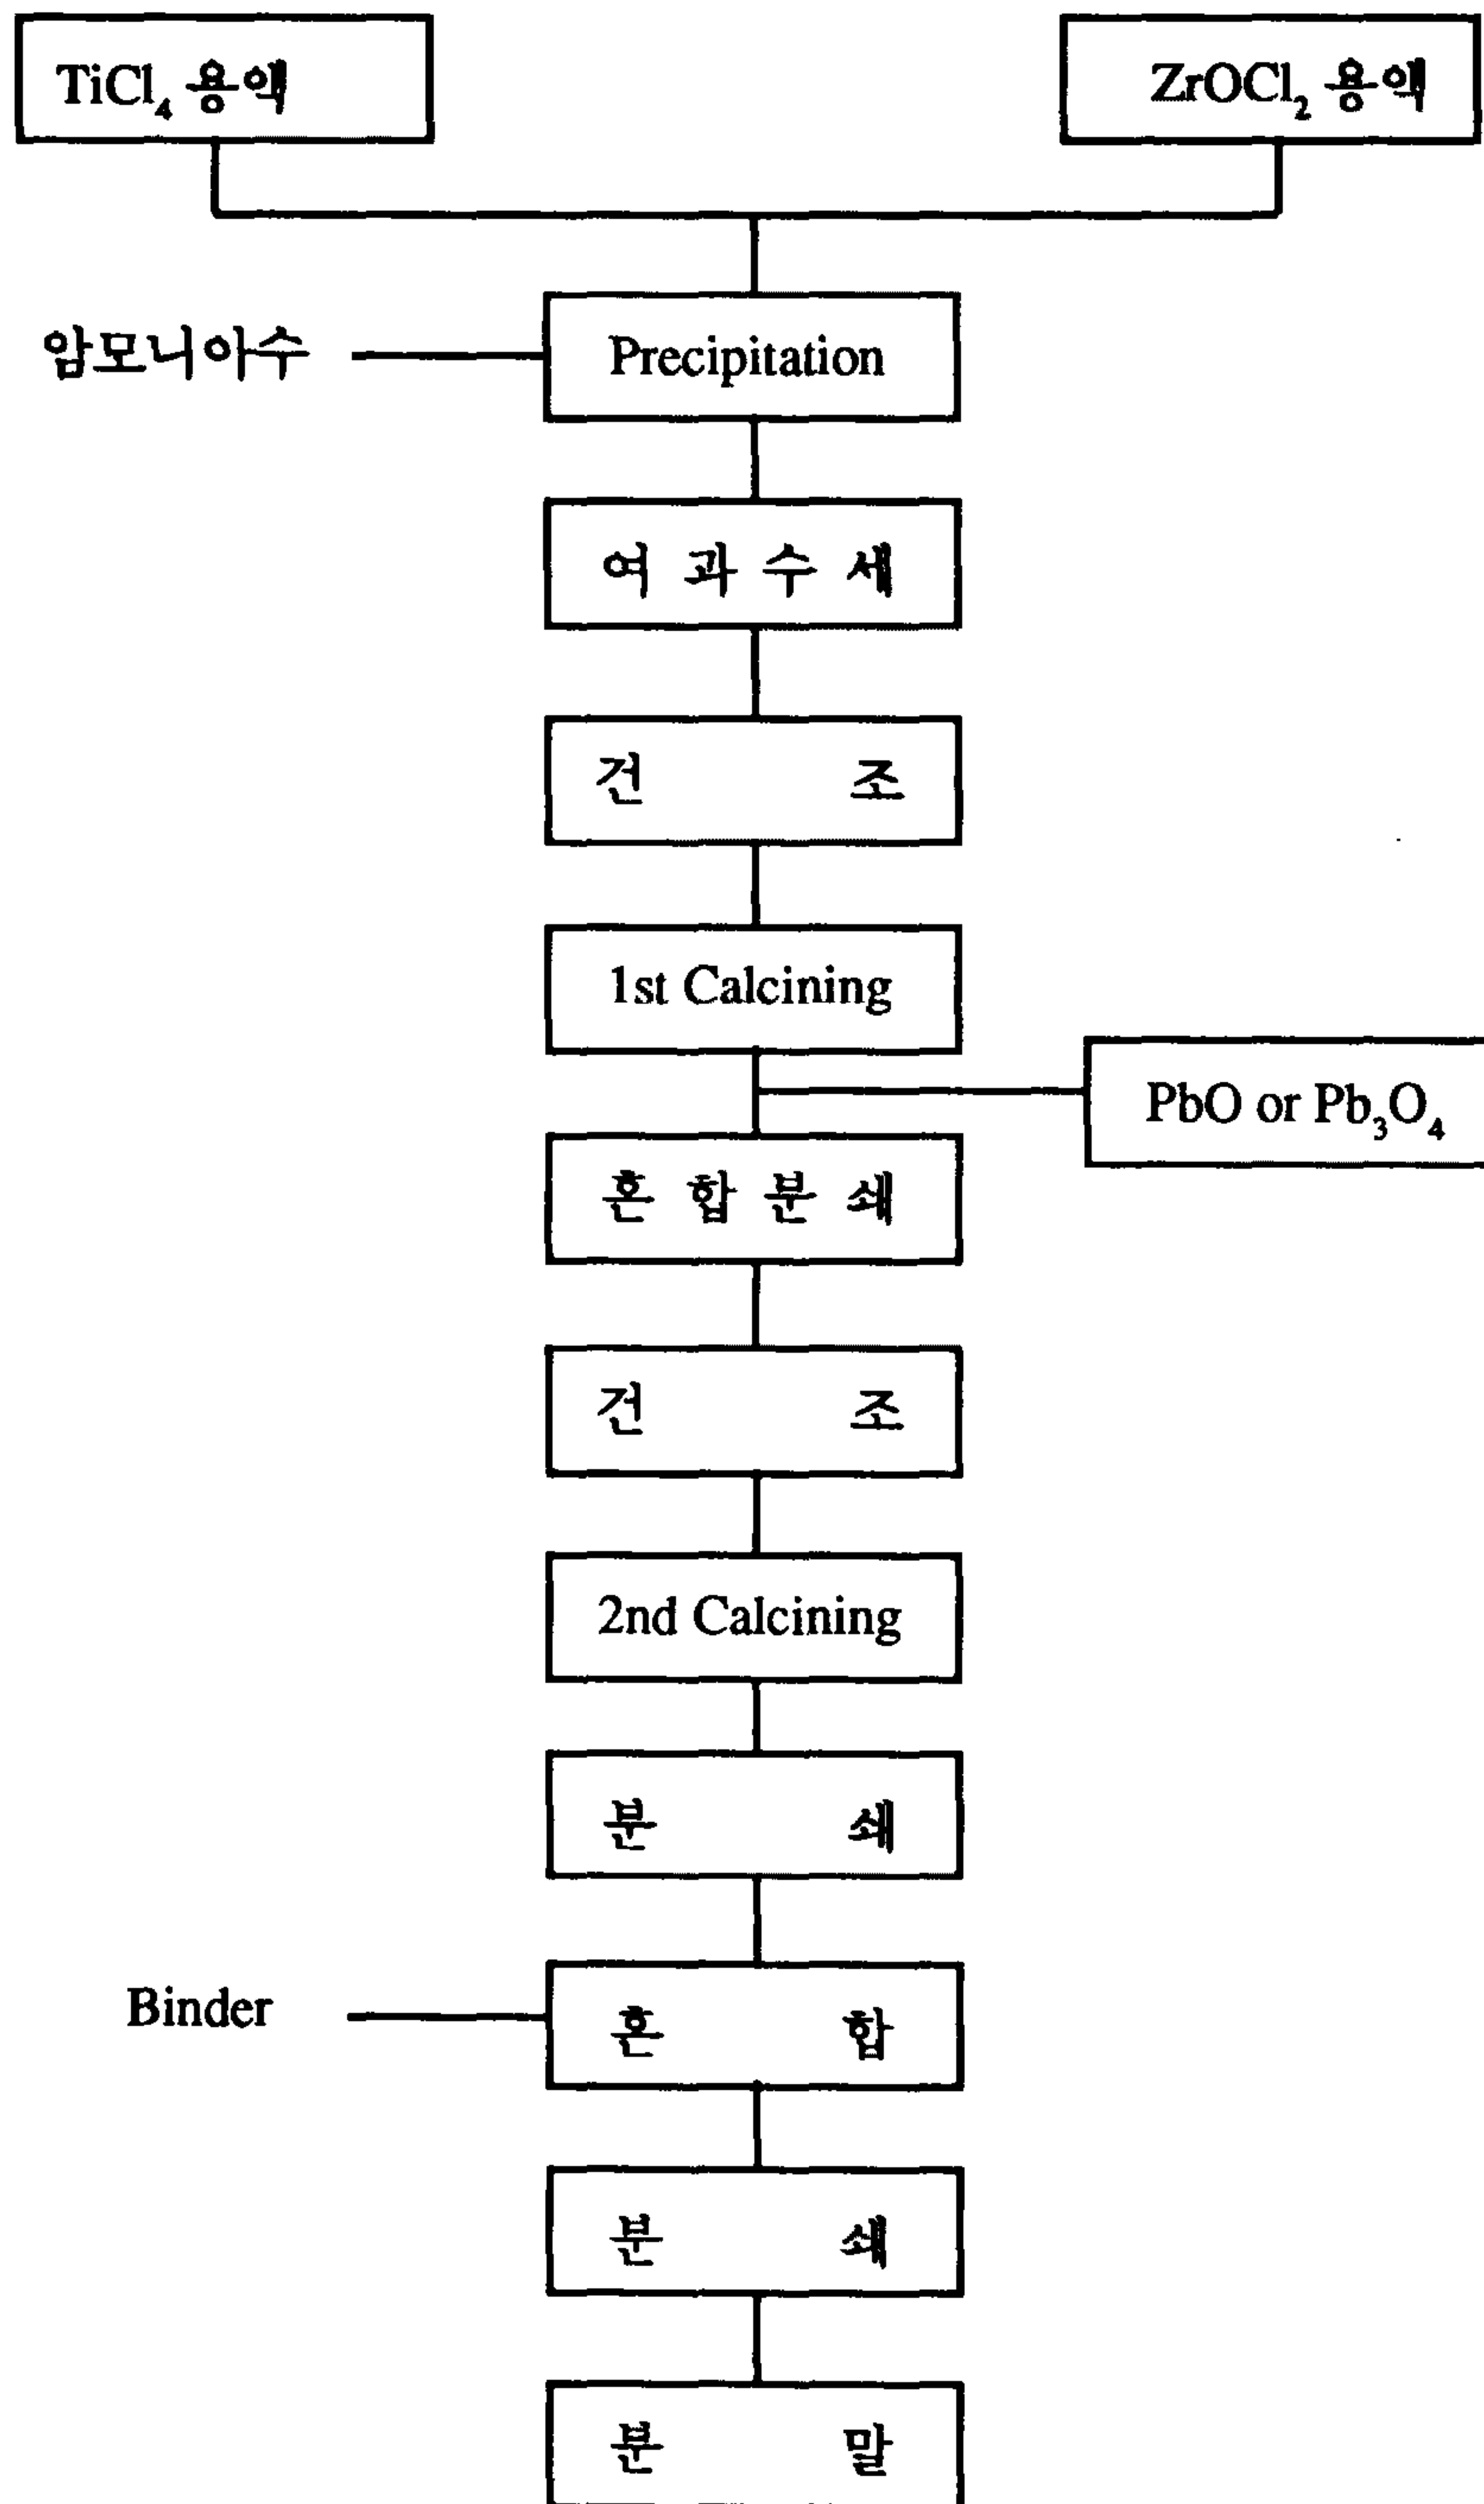 TiCl₄ 용액
ZrOCl₂ 용액
암모니아수
Precipitation
여 과 수 세
건 조
1st Calcining
PbO or Pb₃O₄
혼 합 분 쇄
건 조
2nd Calcining
분 쇄
Binder
혼 합
분 쇄
분 말